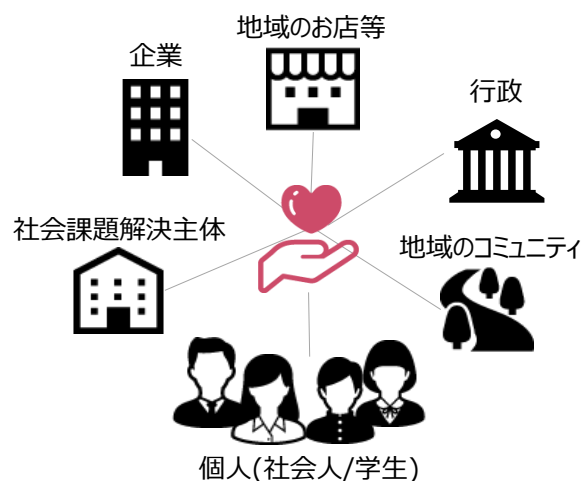 地域のお店等
企業
行政
社会課題解決主体
地域のコミュニティ
個人(社会人/学生)